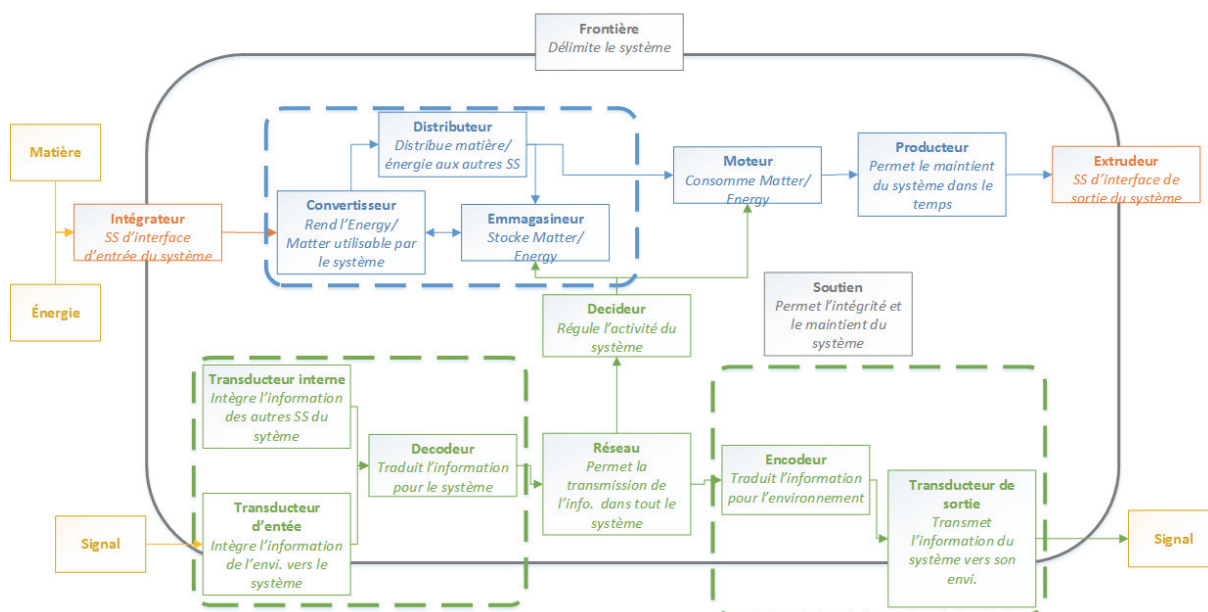 Frontière
Délimite le système
Distributeur
Distribue matière/
énergie aux autres SS
Matière
Moteur
Consomme Matter/
Energy
Producteur
Permet le maintient
du système dans le
temps
Extrudeur
SS d'interface de
sortie du système
Intégrateur
SS d'interface
d'entrée du système
Convertisseur
Rend l'Energy/
Matter utilisable par
le système
Emmagasineur
Stocke Matter/
Energy
Énergie
Decideur
Régule l'activité du
système
Soutien
Permet l'intégrité et
le maintient du
système
Transducteur interne
Intègre l'information
des autres SS du
sytème
Decodeur
Traduit l'information
pour le système
Réseau
Permet la
transmission de
l'info. dans tout le
système
Encodeur
Traduit l'information
pour l'environnement
Transducteur
d'entée
Intègre l'information
de l'envi. vers le
système
Transducteur de
sortie
Transmet
l'information du
système vers son
envi.
Signal
Signal